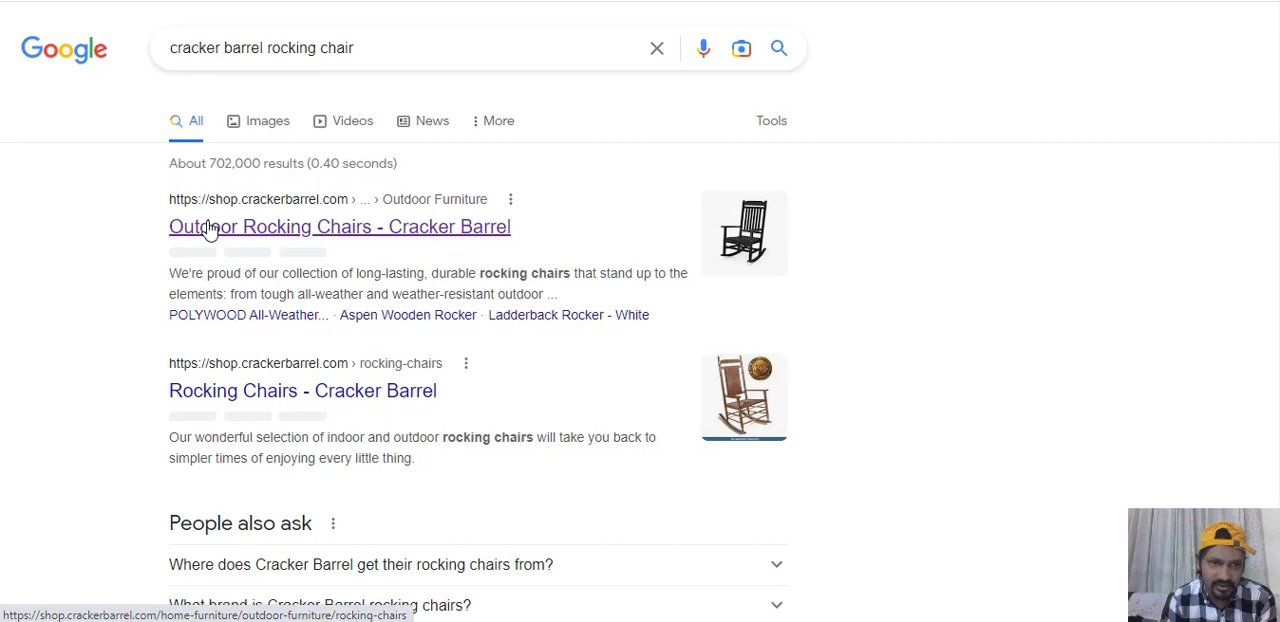 Google
cracker barrel rocking chair
All
Images
Videos
News
More
Tools
About 702,000 results (0.40 seconds)
https://shop.crackerbarrel.com › ... › Outdoor Furniture
Outdoor Rocking Chairs - Cracker Barrel
We're proud of our collection of long-lasting, durable rocking chairs that stand up to the
elements: from tough all-weather and weather-resistant outdoor ...
POLYWOOD All-Weather... · Aspen Wooden Rocker · Ladderback Rocker - White
https://shop.crackerbarrel.com › rocking-chairs
Rocking Chairs - Cracker Barrel
Our wonderful selection of indoor and outdoor rocking chairs will take you back to
simpler times of enjoying every little thing.
People also ask
Where does Cracker Barrel get their rocking chairs from?
What brand is Cracker Barrel rocking chairs?
https://shop.crackerbarrel.com/home-furniture/outdoor-furniture/rocking-chairs